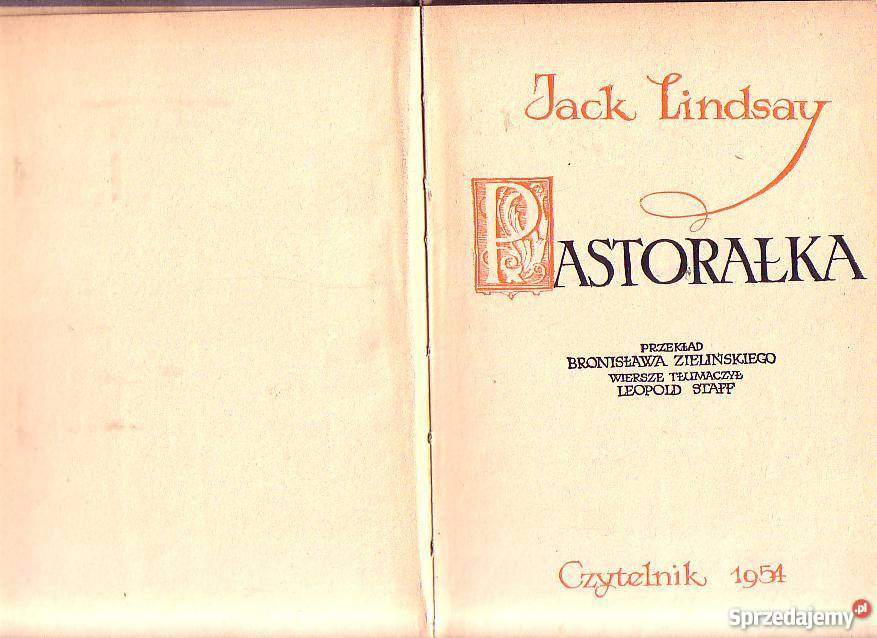 Jack Lindsay
PASTORAŁKA
PRZEKŁAD
BRONISŁAWA ZIELIŃSKIEGO
WIERSZE TŁUMACZYŁ
LEOPOLD STAFF
Czytelnik 1954
Sprzedajemy.pl